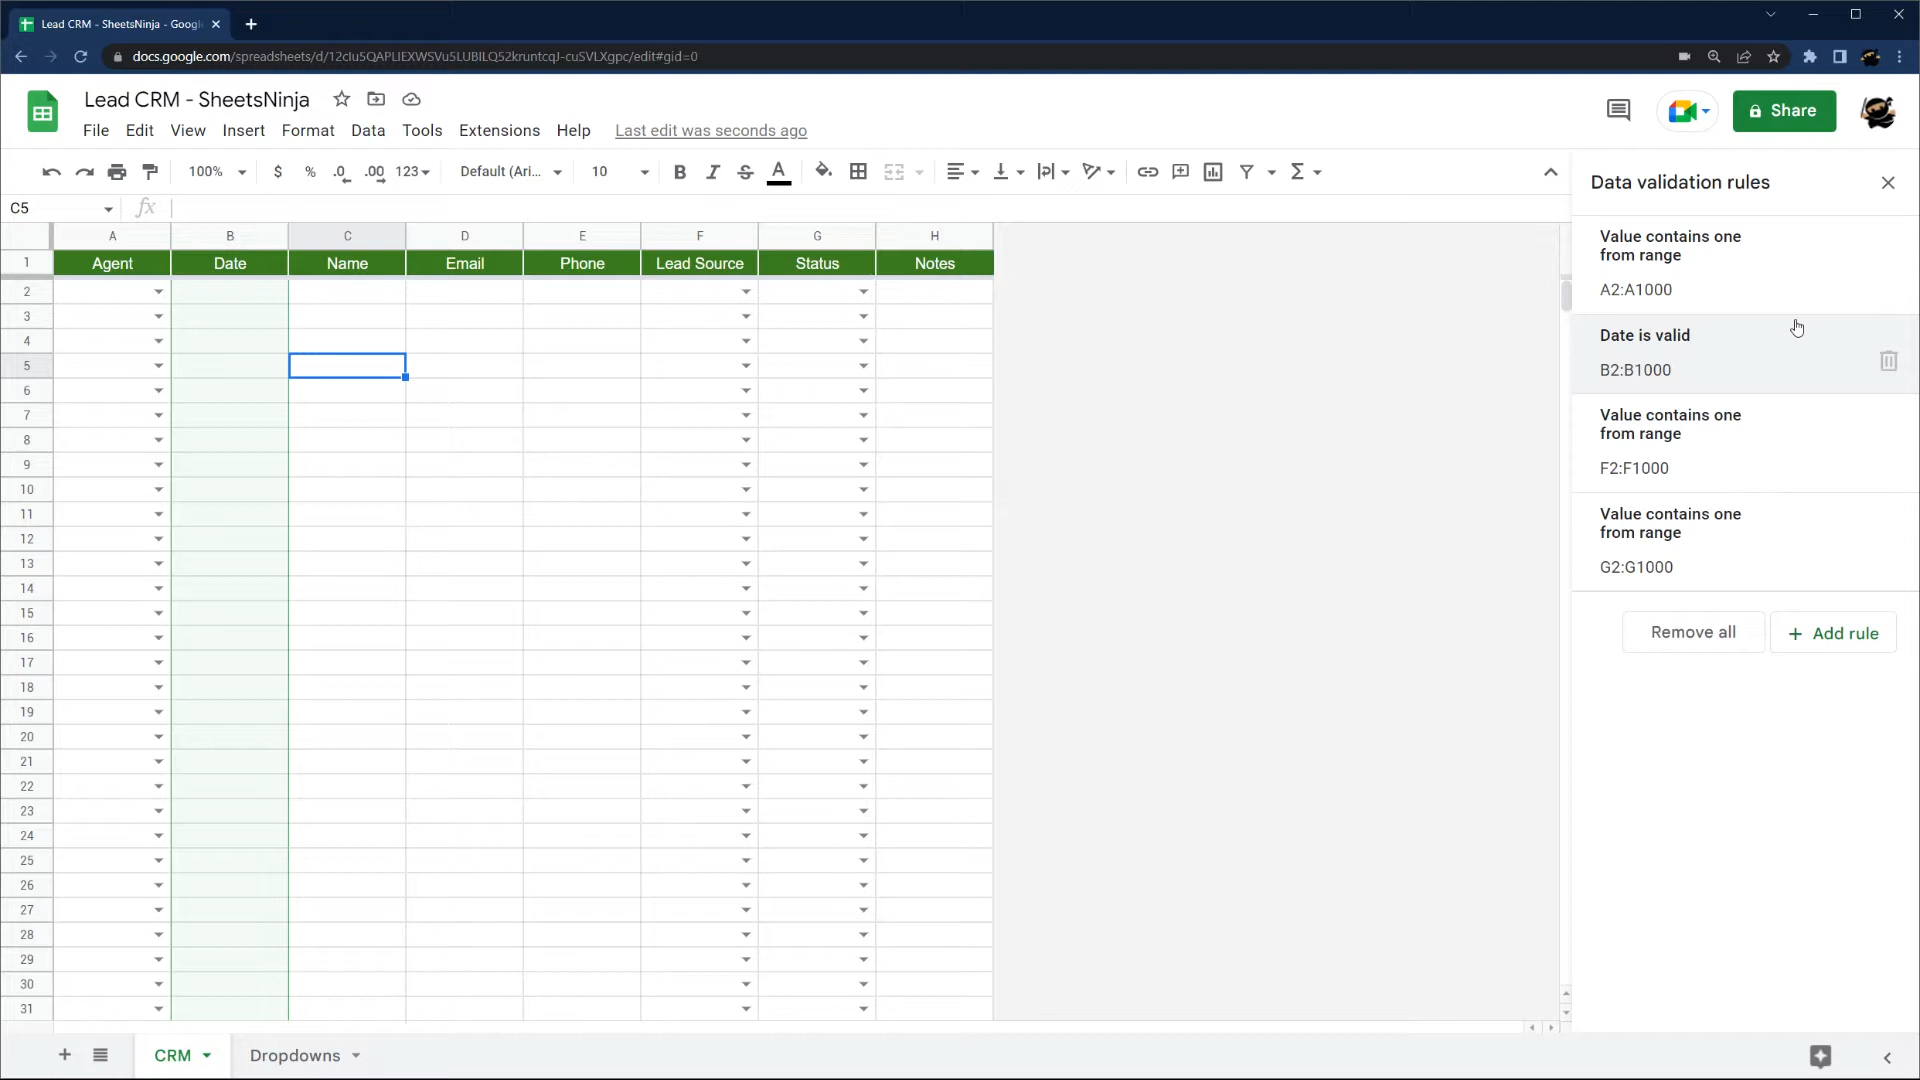 Lead CRM - SheetsNinja - Googl
docs.google.com/spreadsheets/d/12cIu5QAPLIEXWSVu5LUBILQ52kruntcqJ-cuSVLXgpc/edit#gid=0
Lead CRM - SheetsNinja
File Edit View Insert Format Data Tools Extensions Help Last edit was seconds ago
Share
100% $ % .0 .00 123 Default (Ari... 10 B I S A
Data validation rules
C5 fx
A B C D E F G H
1 Agent Date Name Email Phone Lead Source Status Notes
2
3
4
5
6
7
8
9
10
11
12
13
14
15
16
17
18
19
20
21
22
23
24
25
26
27
28
29
30
31
Value contains one
from range
A2:A1000
Date is valid
B2:B1000
Value contains one
from range
F2:F1000
Value contains one
from range
G2:G1000
Remove all + Add rule
CRM Dropdowns